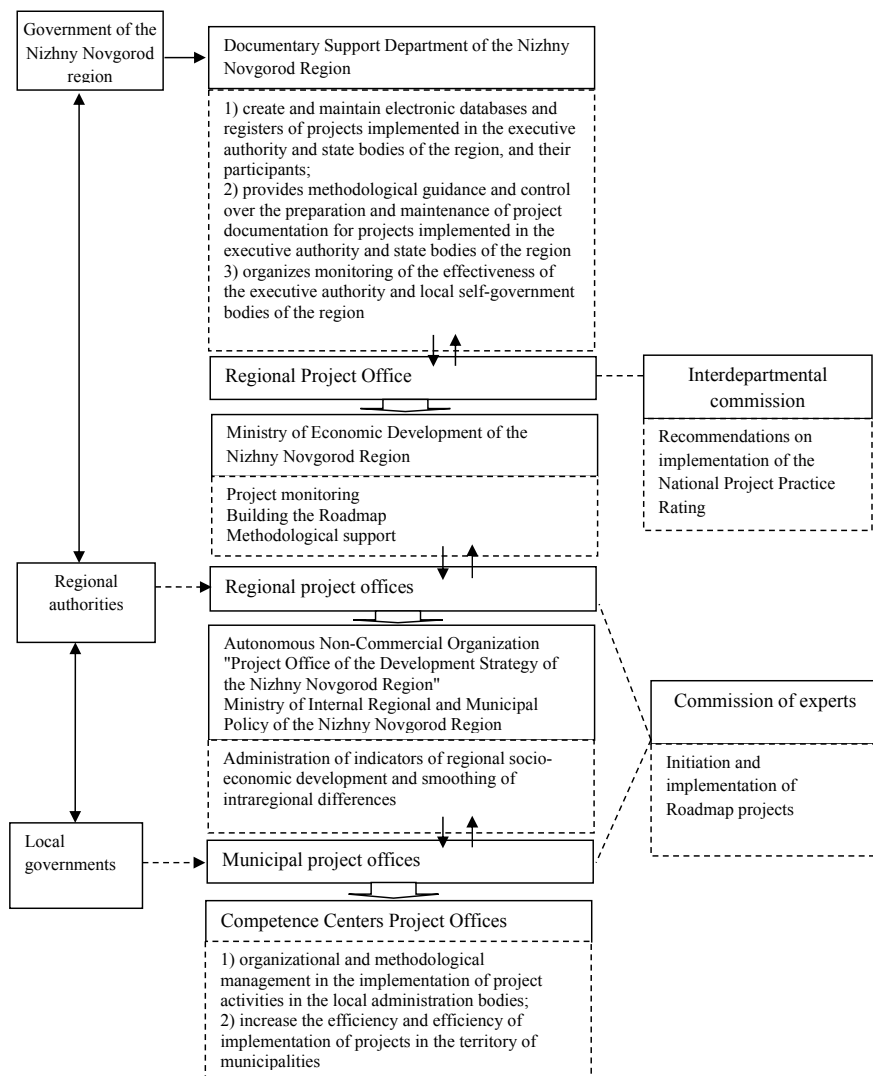 Government of the
Nizhny Novgorod
region
Documentary Support Department of the Nizhny
Novgorod Region
1) create and maintain electronic databases and
registers of projects implemented in the executive
authority and state bodies of the region, and their
participants;
2) provides methodological guidance and control
over the preparation and maintenance of project
documentation for projects implemented in the
executive authority and state bodies of the region
3) organizes monitoring of the effectiveness of
the executive authority and local self-government
bodies of the region
Regional Project Office
Interdepartmental
commission
Recommendations on
implementation of the
National Project Practice
Rating
Ministry of Economic Development of the
Nizhny Novgorod Region
Project monitoring
Building the Roadmap
Methodological support
Regional
authorities
Regional project offices
Autonomous Non-Commercial Organization
"Project Office of the Development Strategy of
the Nizhny Novgorod Region"
Ministry of Internal Regional and Municipal
Policy of the Nizhny Novgorod Region
Commission of experts
Initiation and
implementation of
Roadmap projects
Administration of indicators of regional socio-
economic development and smoothing of
intraregional differences
Local
governments
Municipal project offices
Competence Centers Project Offices
1) organizational and methodological
management in the implementation of project
activities in the local administration bodies;
2) increase the efficiency and efficiency of
implementation of projects in the territory of
municipalities